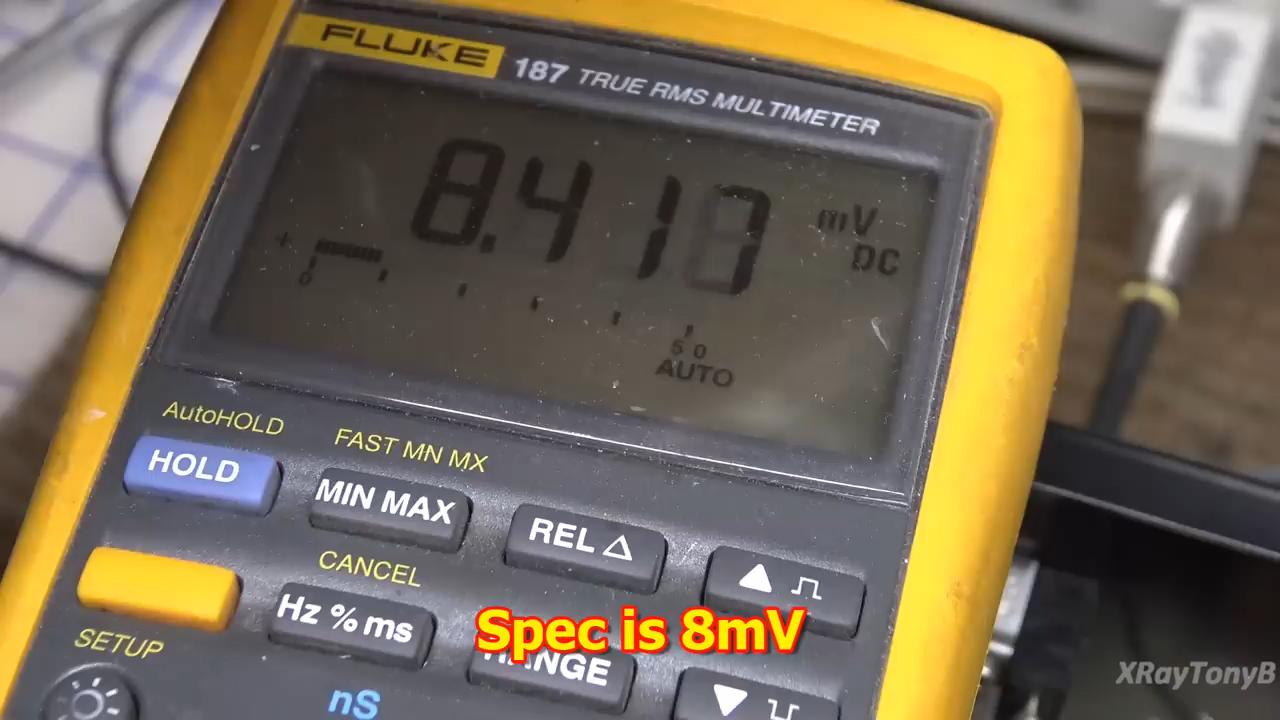 FLUKE
187 TRUE RMS MULTIMETER
8.417 mV
DC
+
0
50
AUTO
AutoHOLD
HOLD
FAST MN MX
MIN MAX
REL △
CANCEL
Hz % ms
SETUP
RANGE
nS
Spec is 8mV
XRayTonyB